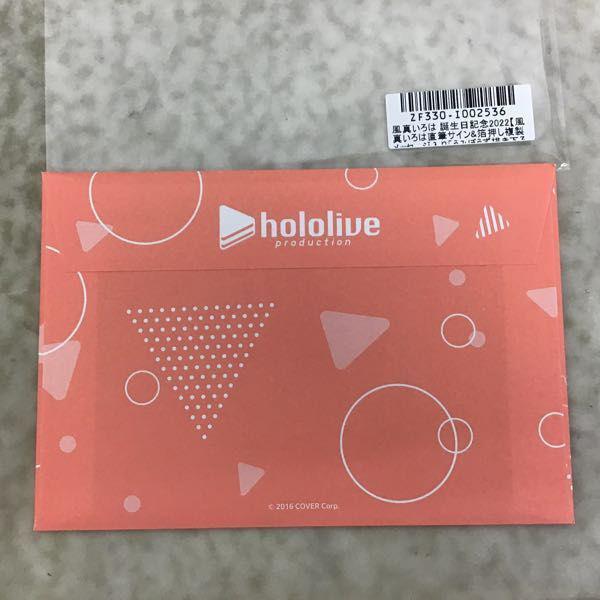 ZF330-I002536
風真いろは 誕生日記念2022【風
真いろは直筆サイン&箔押し複製
hololive
production
© 2016 COVER Corp.